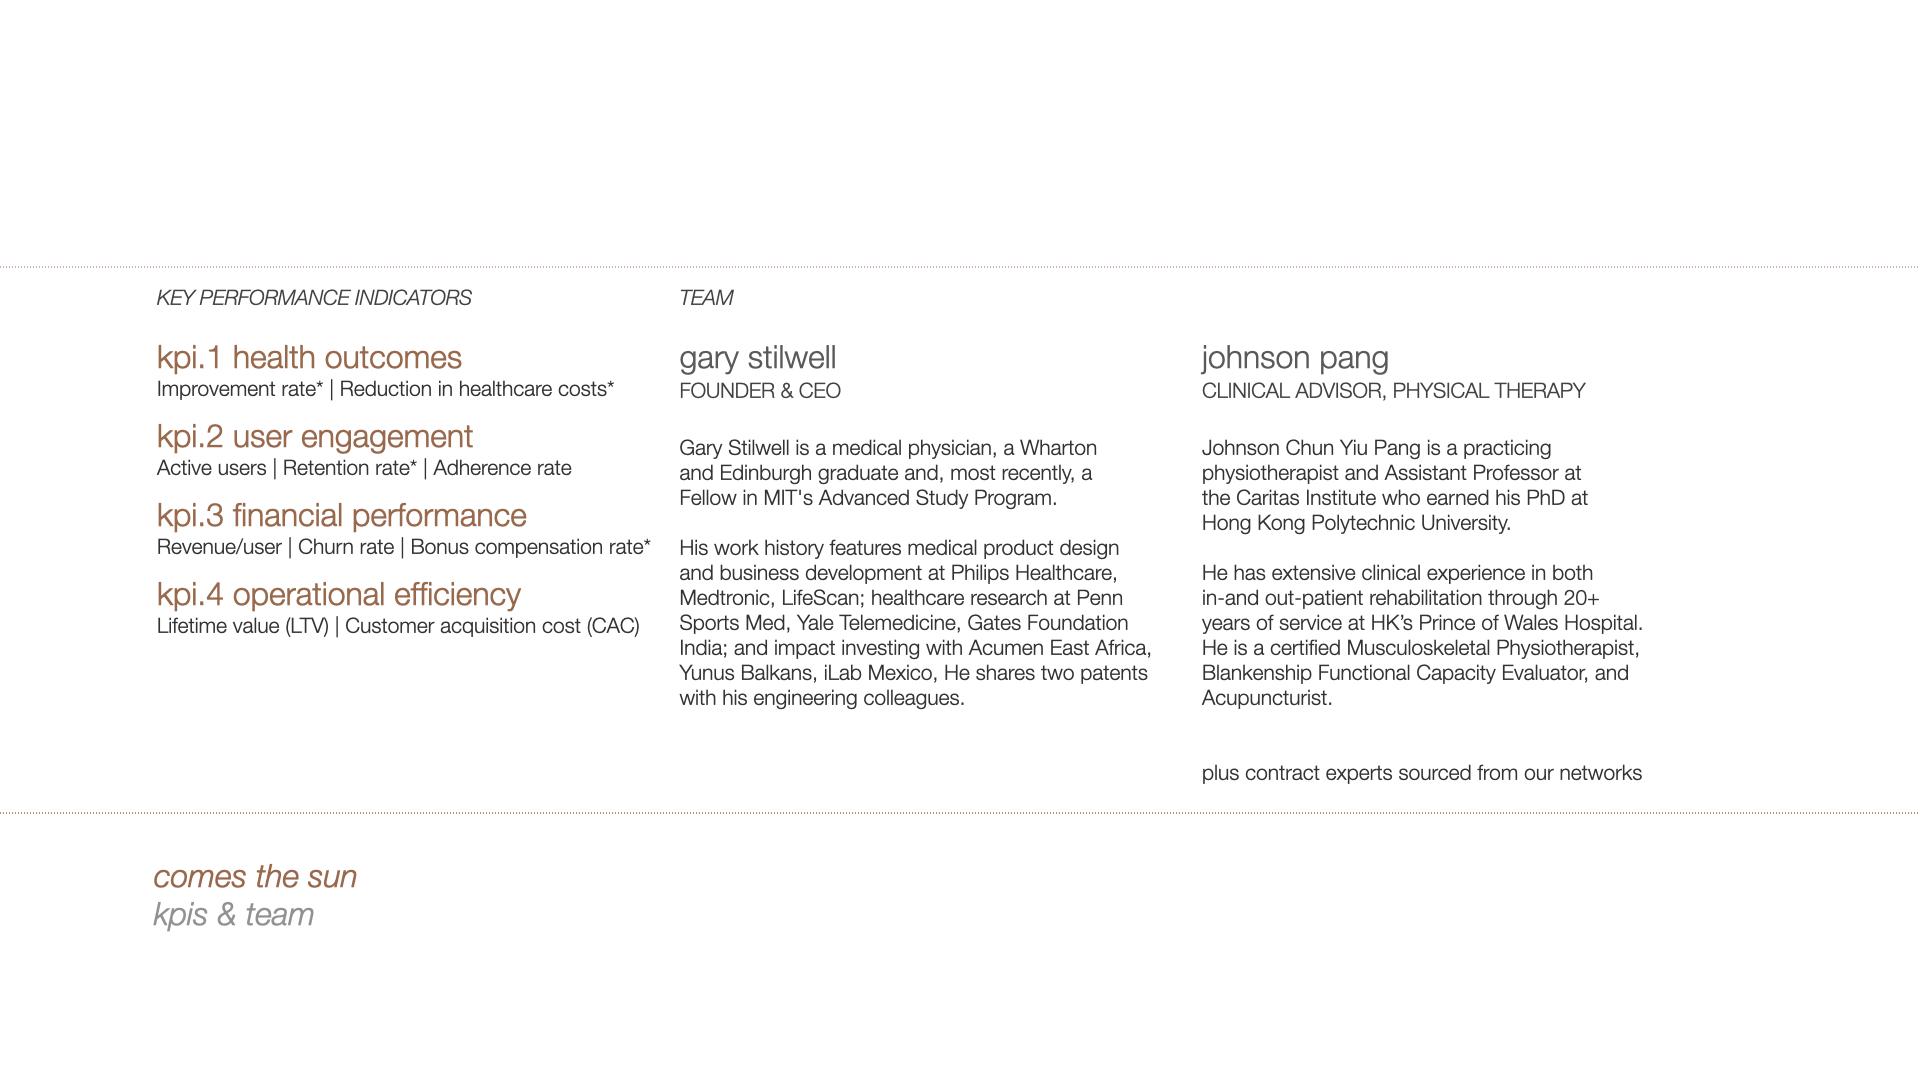 KEY PERFORMANCE INDICATORS
kpi.1 health outcomes
Improvement rate* | Reduction in healthcare costs*
kpi.2 user engagement
Active users | Retention rate* | Adherence rate
kpi.3 financial performance
Revenue/user | Churn rate | Bonus compensation rate*
kpi.4 operational efficiency
Lifetime value (LTV) | Customer acquisition cost (CAC)
TEAM
gary stilwell
FOUNDER & CEO
Gary Stilwell is a medical physician, a Wharton
and Edinburgh graduate and, most recently, a
Fellow in MIT's Advanced Study Program.
His work history features medical product design
and business development at Philips Healthcare,
Medtronic, LifeScan; healthcare research at Penn
Sports Med, Yale Telemedicine, Gates Foundation
India; and impact investing with Acumen East Africa,
Yunus Balkans, iLab Mexico, He shares two patents
with his engineering colleagues.
johnson pang
CLINICAL ADVISOR, PHYSICAL THERAPY
Johnson Chun Yiu Pang is a practicing
physiotherapist and Assistant Professor at
the Caritas Institute who earned his PhD at
Hong Kong Polytechnic University.
He has extensive clinical experience in both
in-and out-patient rehabilitation through 20+
years of service at HK’s Prince of Wales Hospital.
He is a certified Musculoskeletal Physiotherapist,
Blankenship Functional Capacity Evaluator, and
Acupuncturist.
plus contract experts sourced from our networks
comes the sun
kpis & team